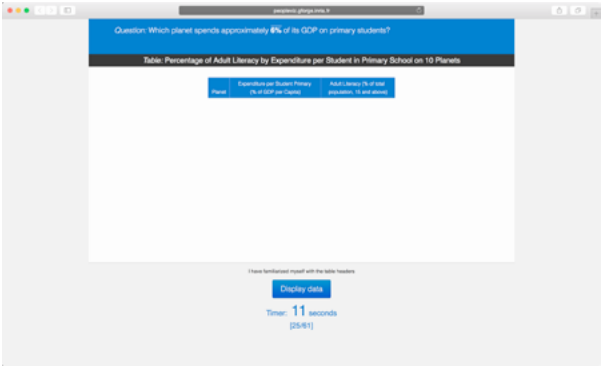 perplexviz.gforge.inria.fr
Question: Which planet spends approximately 6% of its GDP on primary students?
Table: Percentage of Adult Literacy by Expenditure per Student in Primary School on 10 Planets
Planet
Expenditure per Student Primary
(% of GDP per Capita)
Adult Literacy (% of total
population, 15 and above)
I have familiarized myself with the table headers
Display data
Timer: 11 seconds
[25/61]